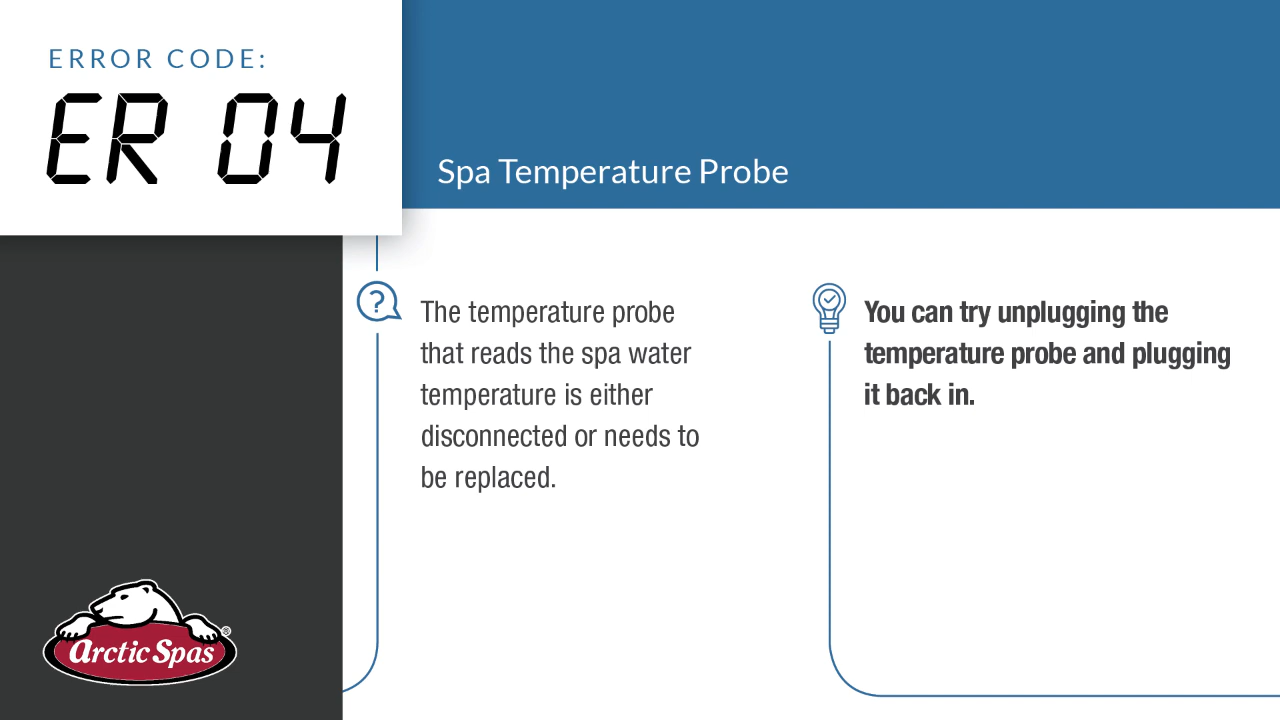 ERROR CODE:
ER 04
Spa Temperature Probe
The temperature probe
that reads the spa water
temperature is either
disconnected or needs to
be replaced.
You can try unplugging the
temperature probe and plugging
it back in.
Arctic Spas®